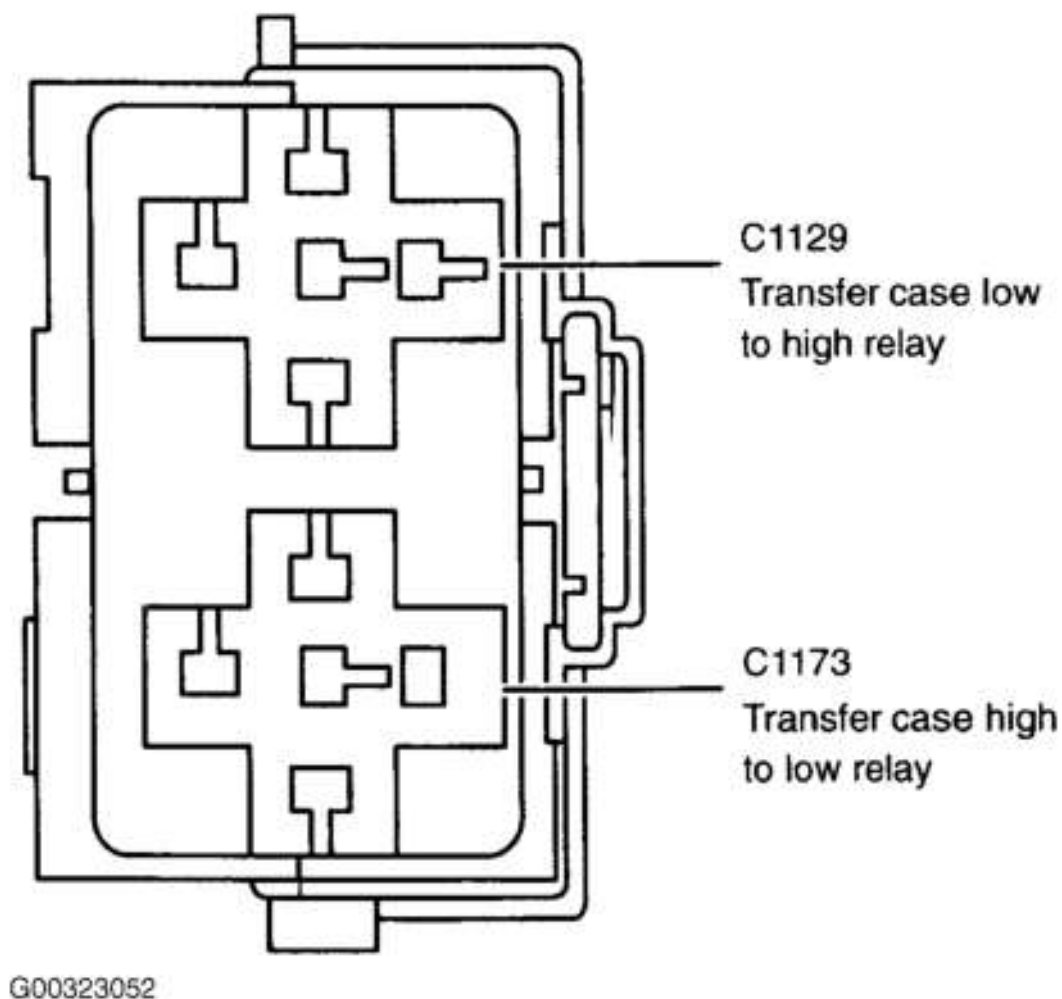 C1129
Transfer case low
to high relay
C1173
Transfer case high
to low relay
G00323052